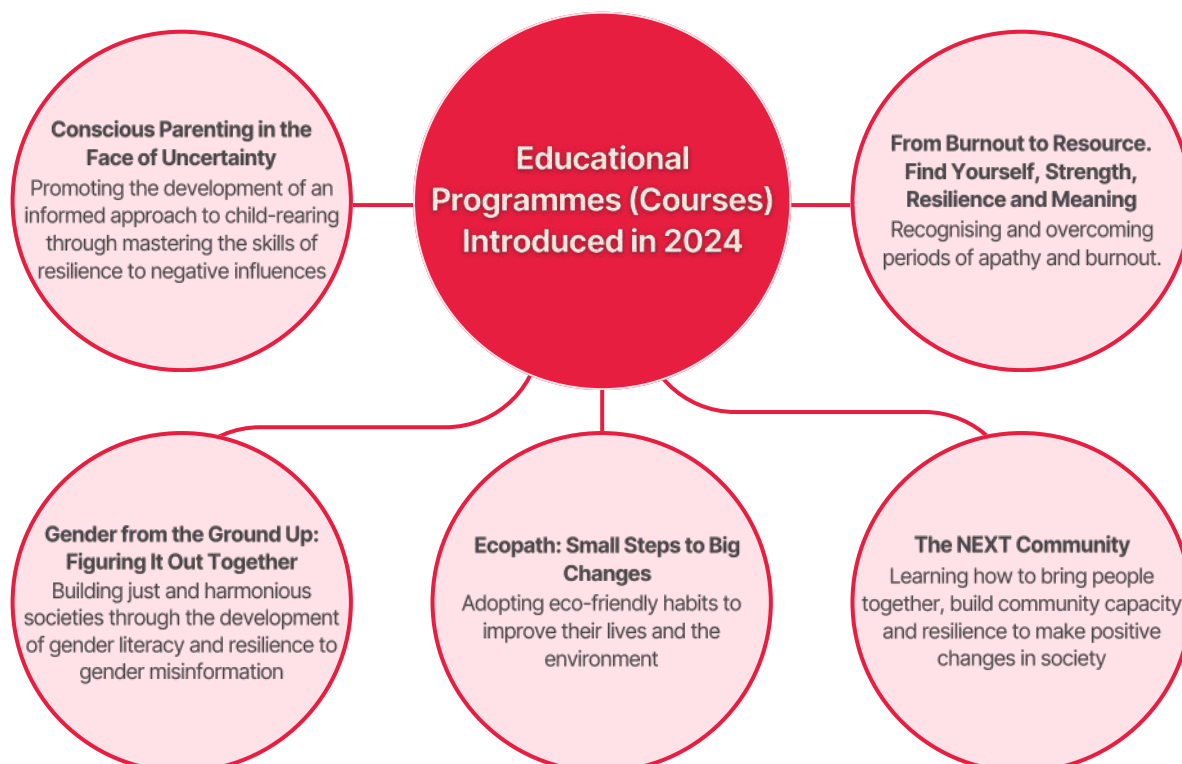 Educational
Programmes (Courses)
Introduced in 2024
Conscious Parenting in the
Face of Uncertainty
Promoting the development of an
informed approach to child-rearing
through mastering the skills of
resilience to negative influences
From Burnout to Resource.
Find Yourself, Strength,
Resilience and Meaning
Recognising and overcoming
periods of apathy and burnout.
Gender from the Ground Up:
Figuring It Out Together
Building just and harmonious
societies through the development
of gender literacy and resilience to
gender misinformation
Ecopath: Small Steps to Big
Changes
Adopting eco-friendly habits to
improve their lives and the
environment
The NEXT Community
Learning how to bring people
together, build community capacity
and resilience to make positive
changes in society